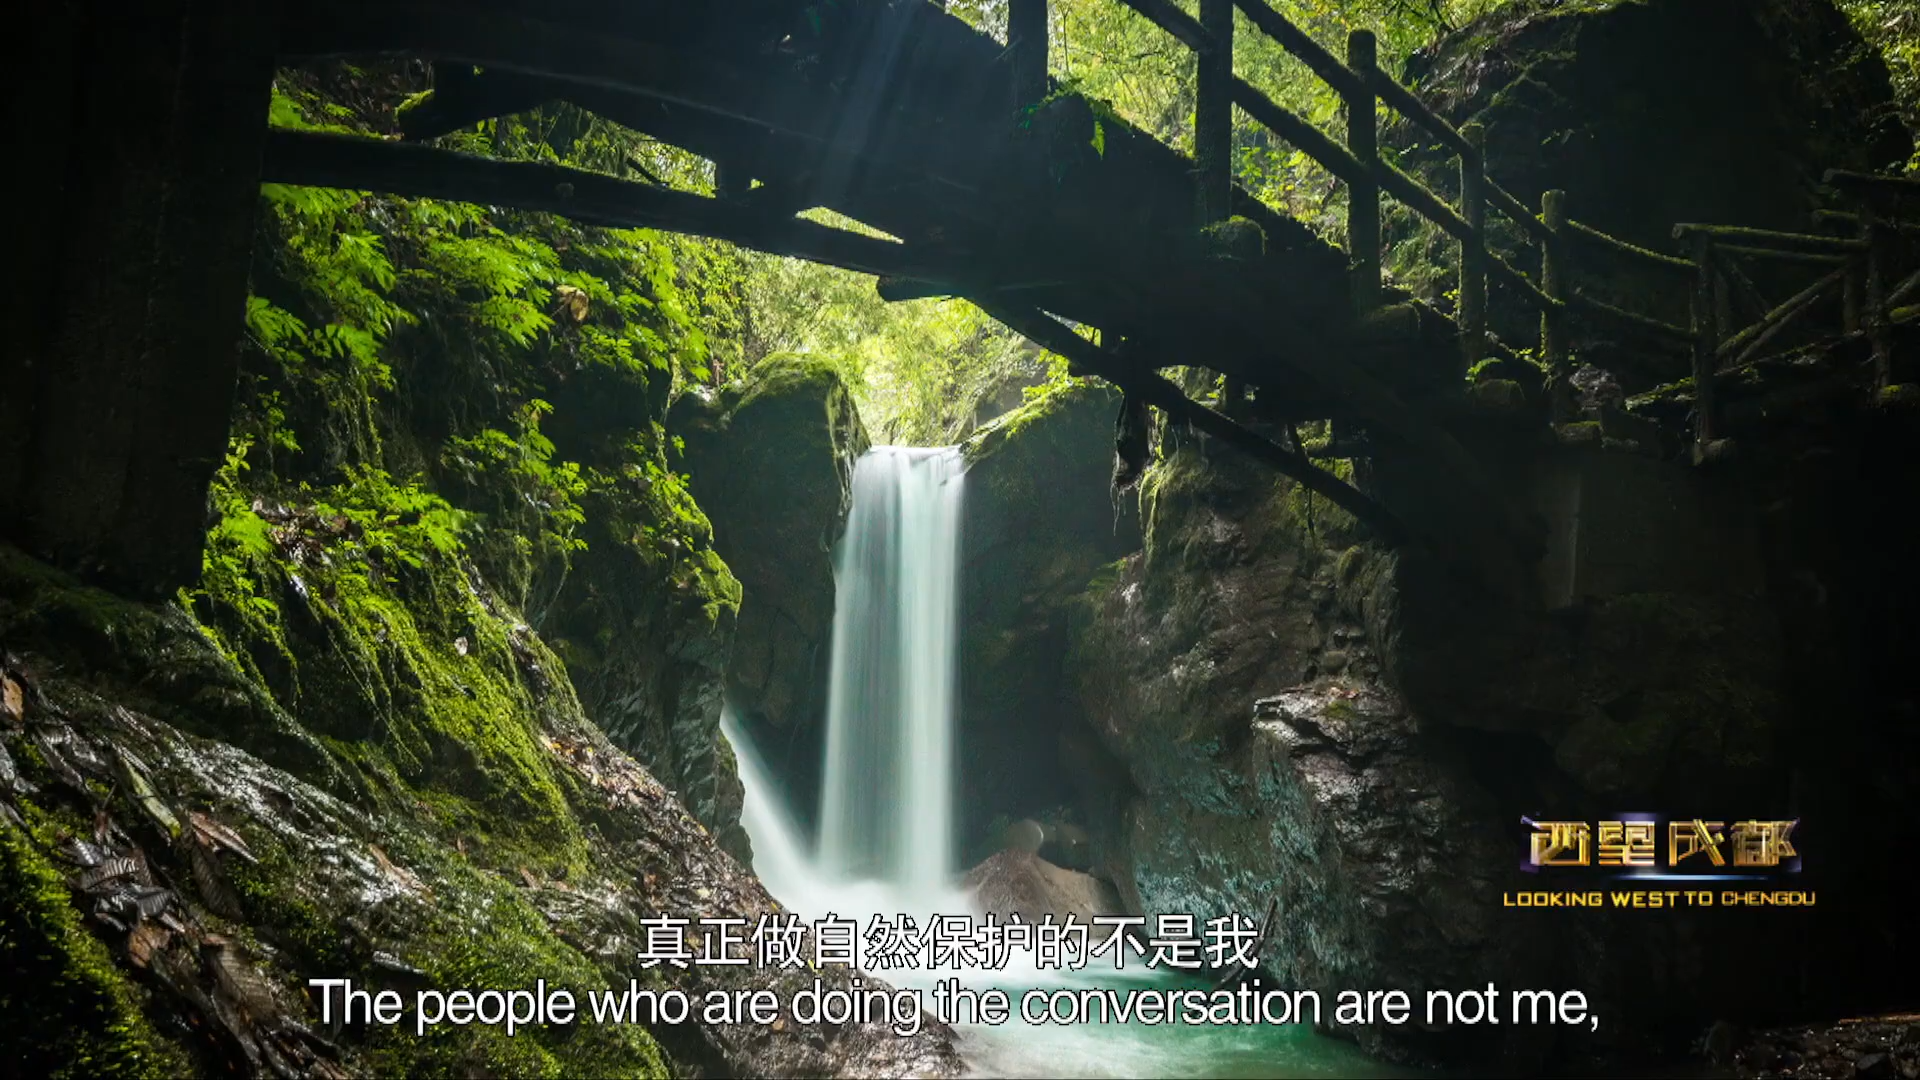 西望成都
LOOKING WEST TO CHENGDU
真正做自然保护的不是我
The people who are doing the conversation are not me,